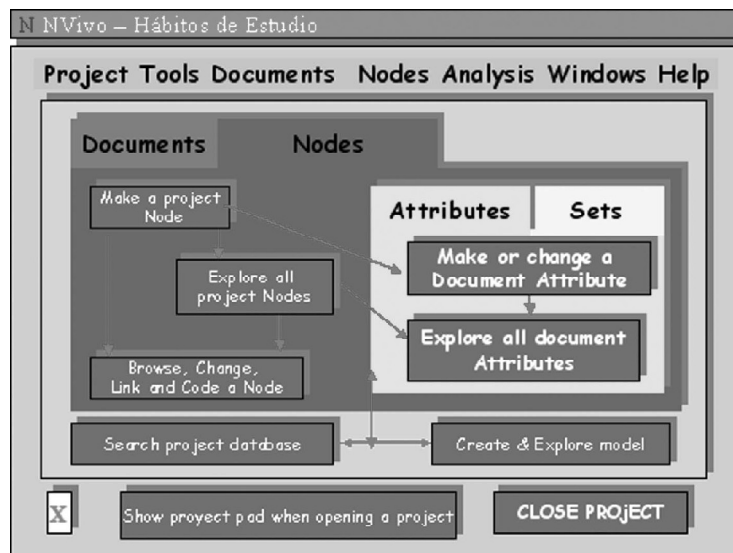 N NVivo – Hábitos de Estudio
Project Tools Documents Nodes Analysis Windows Help
Documents Nodes
Make a project
Node
Explore all
project Nodes
Browse, Change,
Link and Code a Node
Attributes Sets
Make or change a
Document Attribute
Explore all document
Attributes
Search project database
Create & Explore model
X
Show proyect pad when opening a project
CLOSE PROJECT